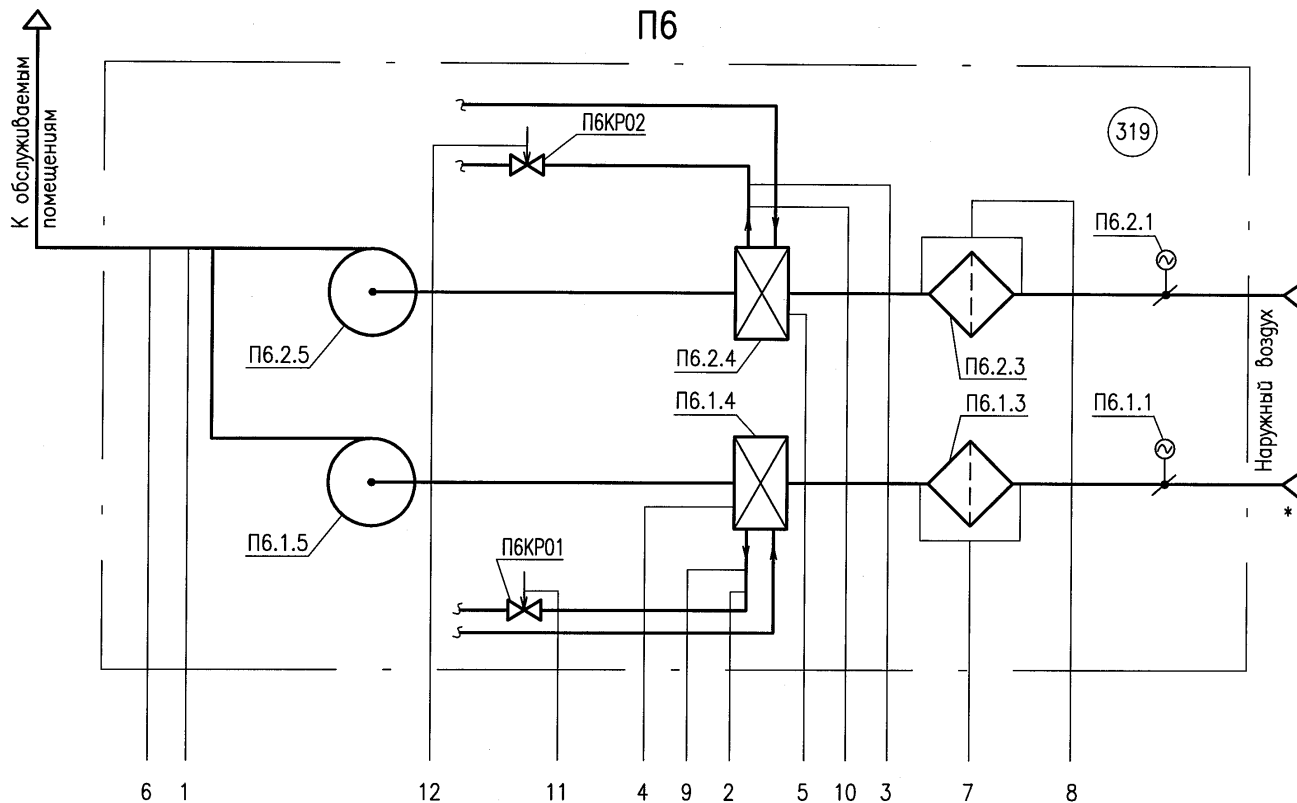 П6
К обслуживаемым
помещениям
П6КР02
319
П6.2.1
П6.2.5
П6.2.4
П6.2.3
Наружный воздух
П6.1.4
П6.1.3
П6.1.1
П6.1.5
П6КР01
*
6 1 12 11 4 9 2 5 10 3 7 8